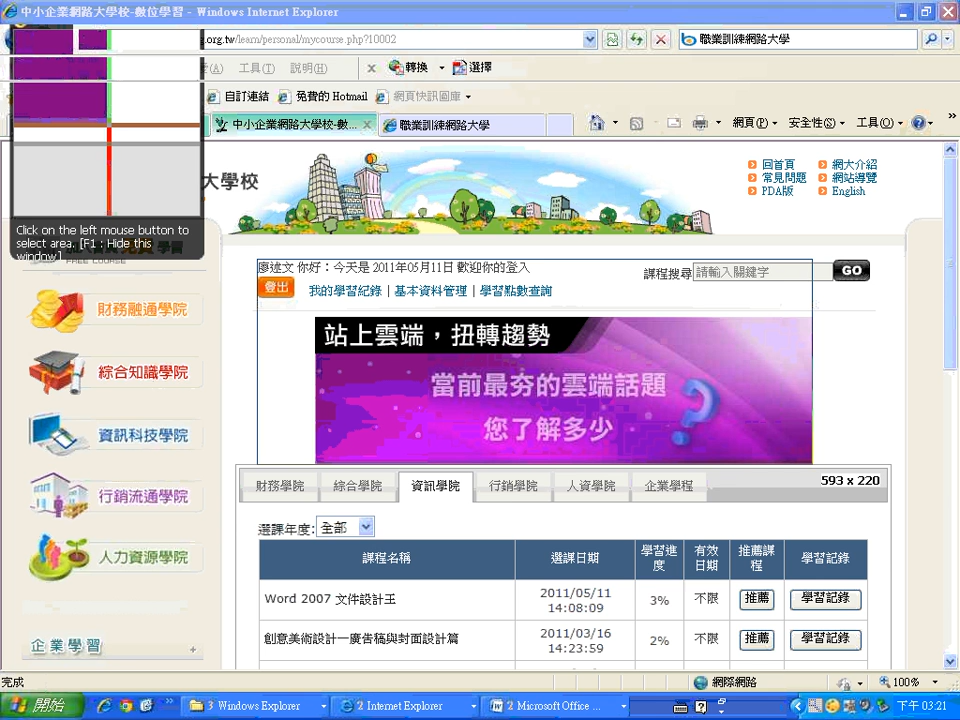 中小企業網路大學校-數位學習 - Windows Internet Explorer
.org.tw/learn/personal/mycourse.php?10002
職業訓練網路大學
(A) 工具(T) 說明(H) x 轉換 選擇
自訂連結 免費的 Hotmail 網頁快訊圖庫
中小企業網路大學校-數... 職業訓練網路大學
網頁(P) 安全性(S) 工具(O) »
大學校
回首頁 網大介紹
常見問題 網站導覽
PDA版 English
Click on the left mouse button to
select area. [F1 : Hide this
window]
學習
FREE COURSE
廖述文 你好：今天是 2011年05月11日 歡迎你的登入
課程搜尋 請輸入關鍵字 GO
登出 我的學習紀錄 | 基本資料管理 | 學習點數查詢
財務融通學院
綜合知識學院
資訊科技學院
行銷流通學院
人力資源學院
企業學習 +
站上雲端，扭轉趨勢
當前最夯的雲端話題
您了解多少
593 x 220
財務學院 綜合學院 資訊學院 行銷學院 人資學院 企業學程
選課年度: 全部
課程名稱 選課日期 學習進度 有效日期 推薦課程 學習記錄
Word 2007 文件設計王 2011/05/11 14:08:09 3% 不限 推薦 學習記錄
創意美術設計—廣告稿與封面設計篇 2011/03/16 14:23:59 2% 不限 推薦 學習記錄
完成 網際網路 100%
開始 » 3 Windows Explorer 2 Internet Explorer 2 Microsoft Office ... 下午 03:21